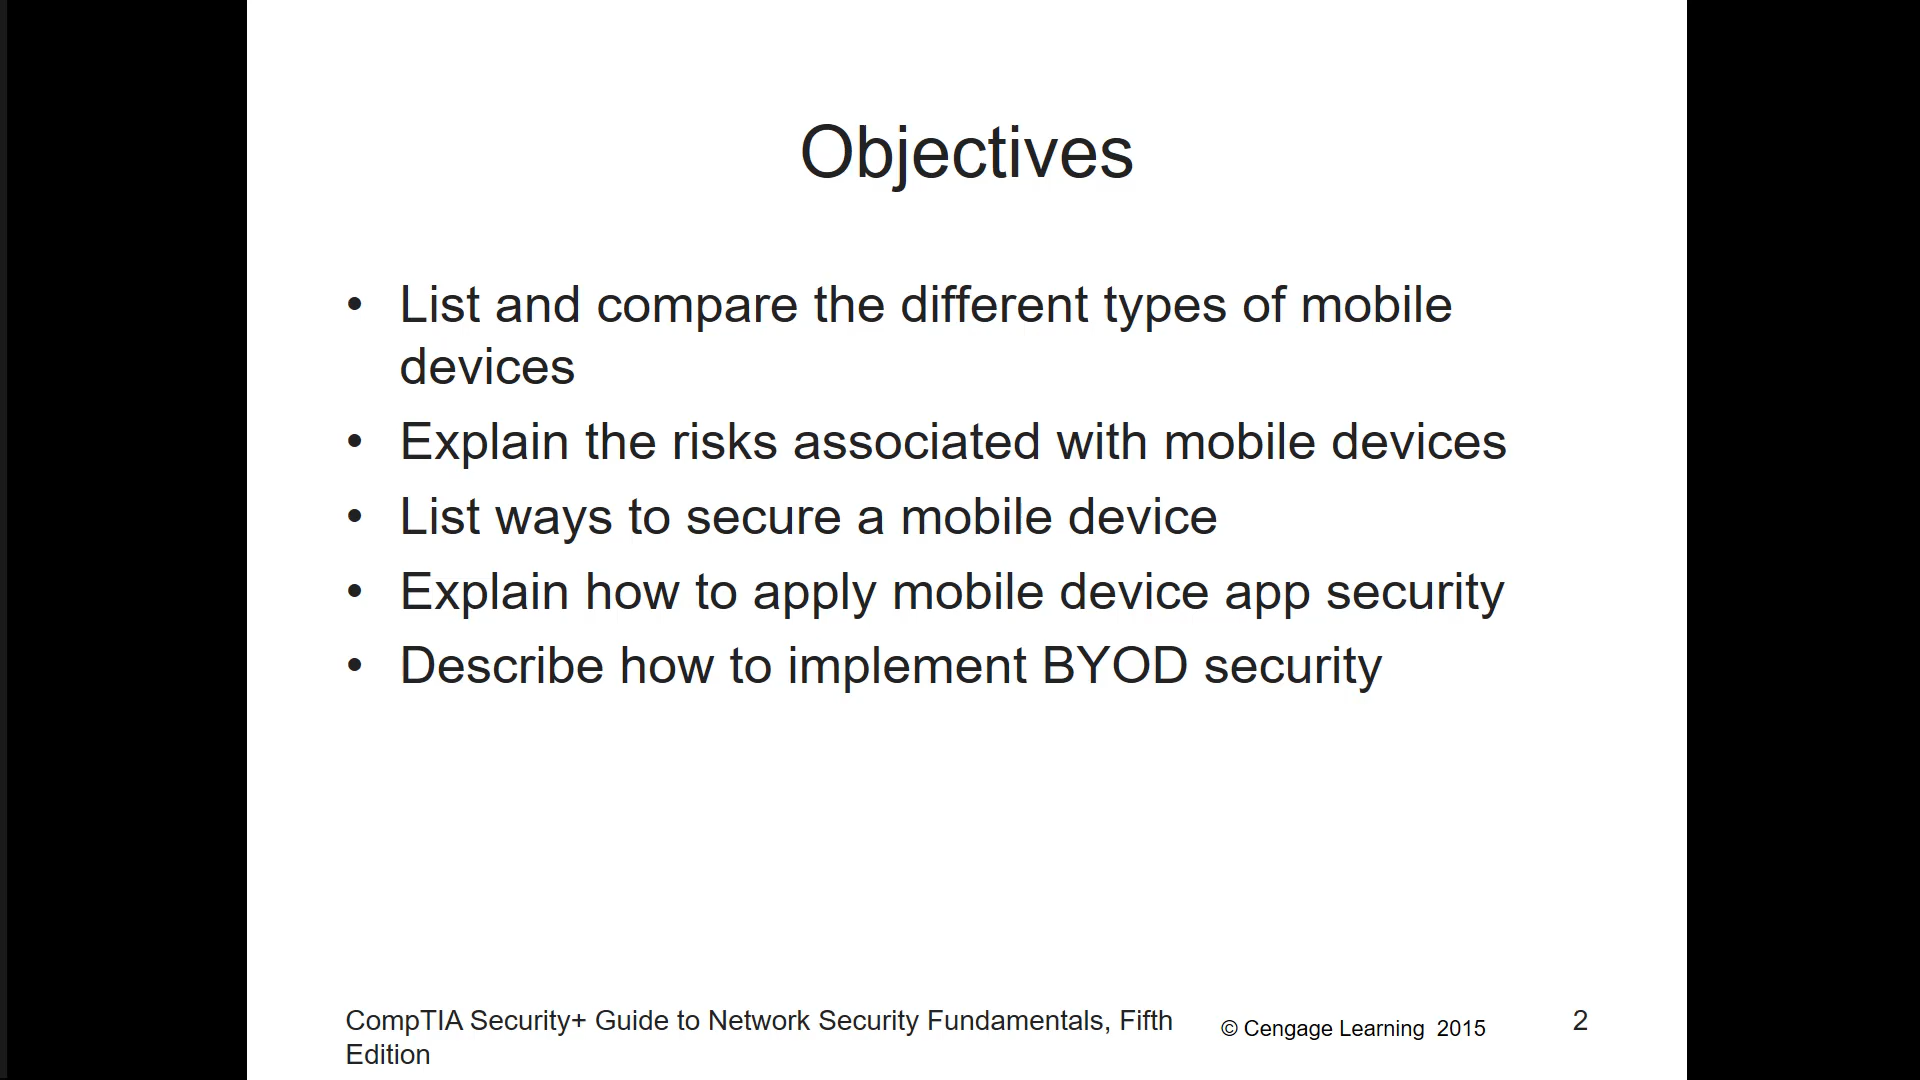 Objectives
• List and compare the different types of mobile
devices
• Explain the risks associated with mobile devices
• List ways to secure a mobile device
• Explain how to apply mobile device app security
• Describe how to implement BYOD security
CompTIA Security+ Guide to Network Security Fundamentals, Fifth
Edition
© Cengage Learning 2015
2